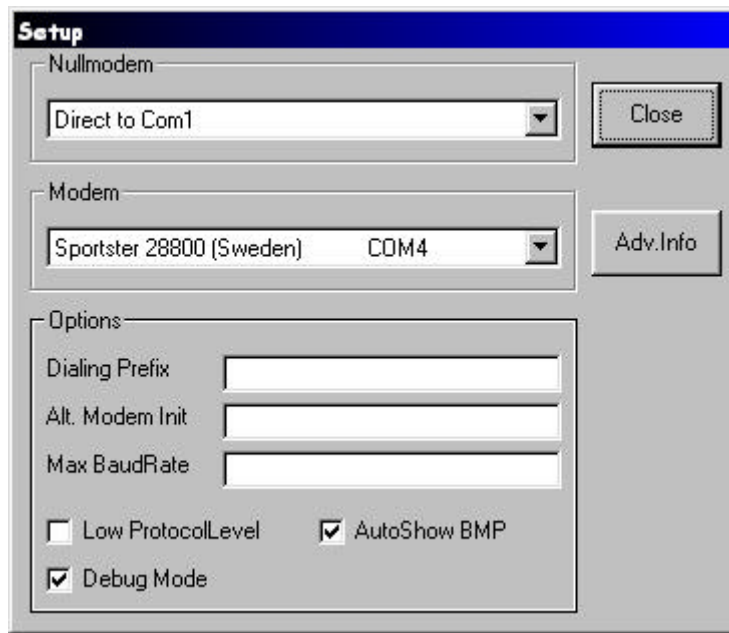 Setup
Nullmodem
Direct to Com1
Close
Modem
Sportster 28800 (Sweden) COM4
Adv.Info
Options
Dialing Prefix
Alt. Modem Init
Max BaudRate
Low ProtocolLevel
AutoShow BMP
Debug Mode